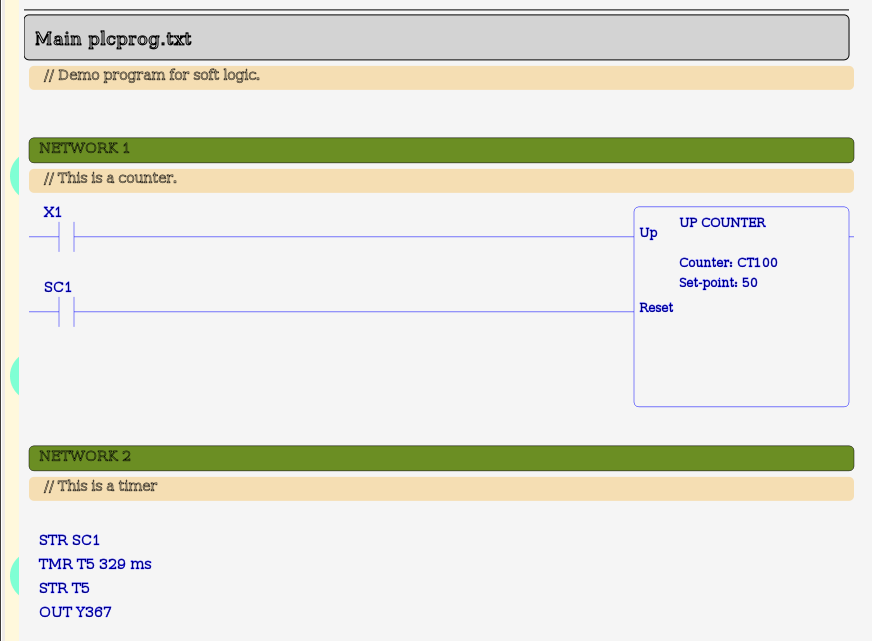 Main plcprog.txt
// Demo program for soft logic.
NETWORK 1
// This is a counter.
X1
Up
UP COUNTER
Counter: CT100
Set-point: 50
SC1
Reset
NETWORK 2
// This is a timer
STR SC1
TMR T5 329 ms
STR T5
OUT Y367